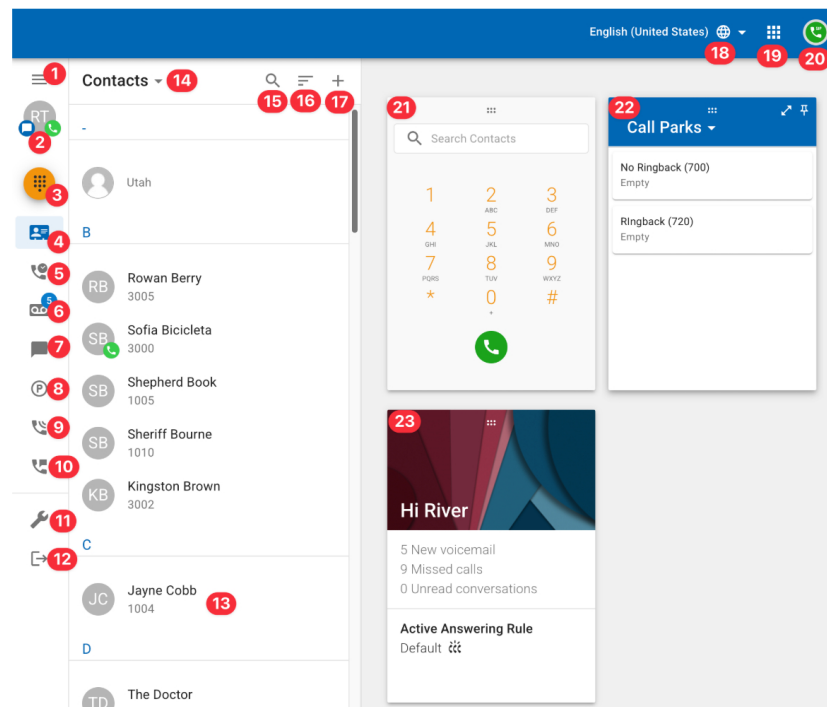 English (United States)
18
19
20
1
Contacts
14
15
16
17
RT
2
3
4
5
5
6
7
8
P
9
10
11
12
-
Utah
B
RB
Rowan Berry
3005
SB
Sofia Bicicleta
3000
SB
Shepherd Book
1005
SB
Sheriff Bourne
1010
KB
Kingston Brown
3002
C
JC
Jayne Cobb
1004
13
D
TD
The Doctor
21
Search Contacts
1
2
ABC
3
DEF
4
GHI
5
JKL
6
MNO
7
PQRS
8
TUV
9
WXYZ
*
0
+
#
22
Call Parks
No Ringback (700)
Empty
RIngback (720)
Empty
23
Hi River
5 New voicemail
9 Missed calls
0 Unread conversations
Active Answering Rule
Default